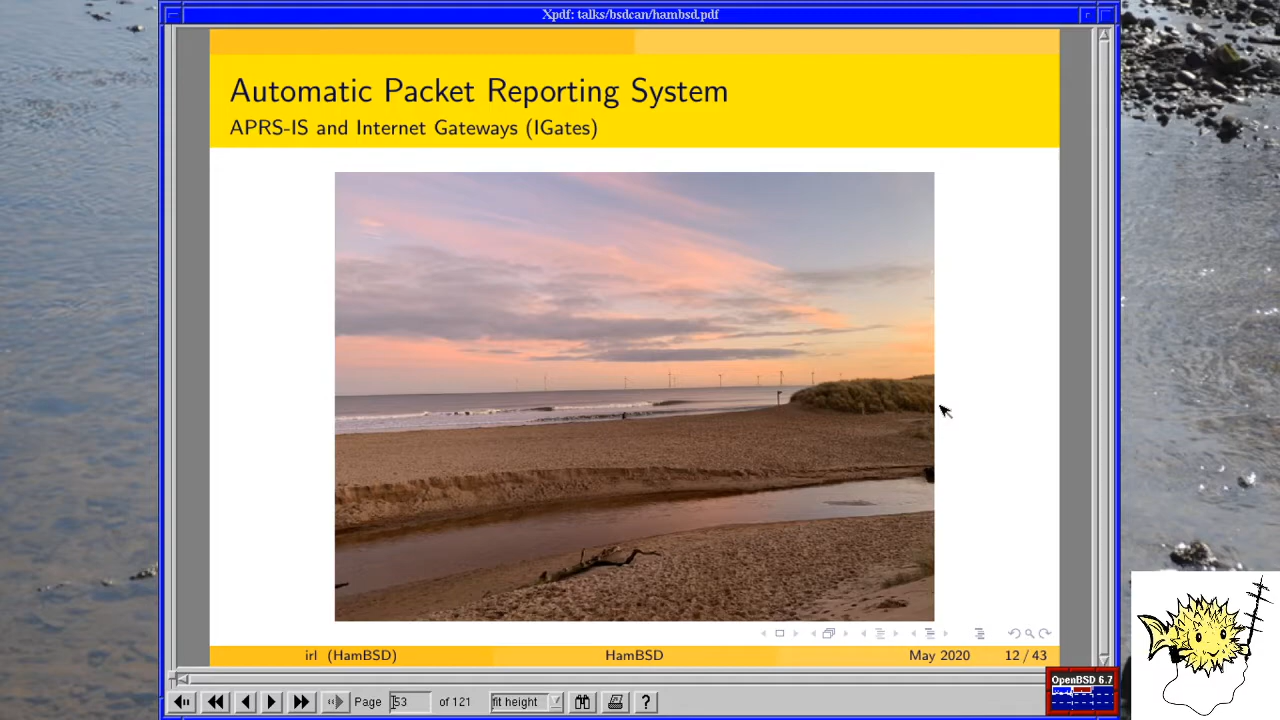 Xpdf: talks/bsdcan/hambsd.pdf
Automatic Packet Reporting System
APRS-IS and Internet Gateways (IGates)
irl (HamBSD)
HamBSD
May 2020
12 / 43
OpenBSD 6.7
Page
53
of 121
fit height
?